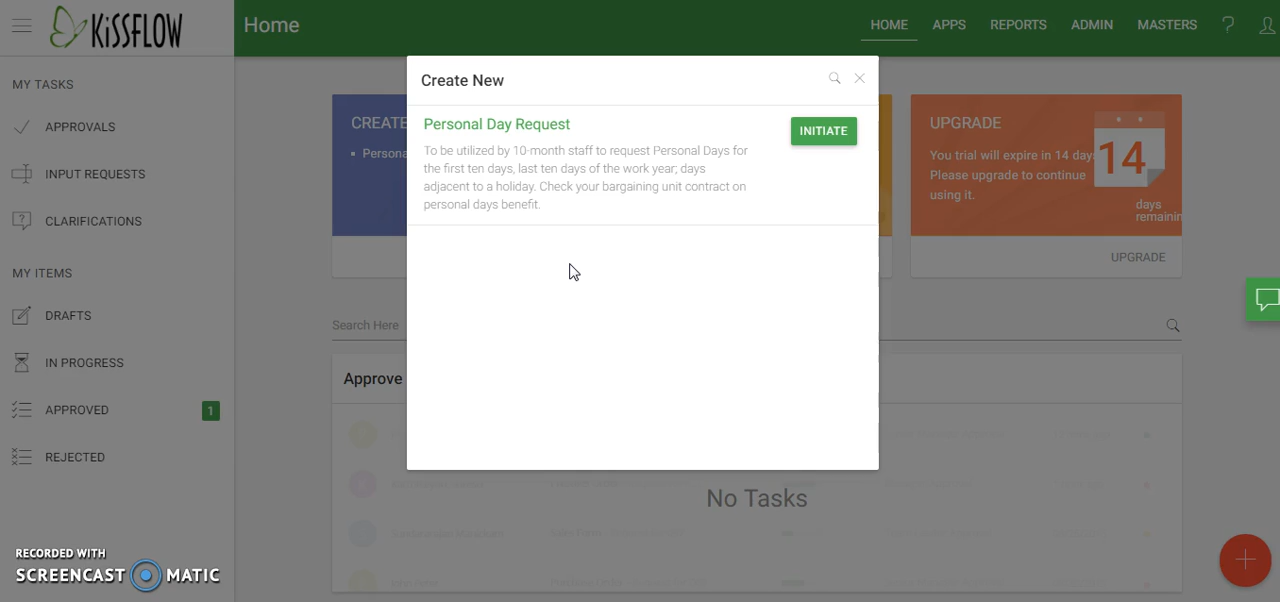 KiSSFLOW
Home
HOME APPS REPORTS ADMIN MASTERS ?
MY TASKS
APPROVALS
INPUT REQUESTS
CLARIFICATIONS
MY ITEMS
DRAFTS
IN PROGRESS
APPROVED 1
REJECTED
Create New
Personal Day Request
INITIATE
To be utilized by 10-month staff to request Personal Days for
the first ten days, last ten days of the work year; days
adjacent to a holiday. Check your bargaining unit contract on
personal days benefit.
CREATE
Persona
UPGRADE
You trial will expire in 14 days
Please upgrade to continue
using it.
14
days
remainin
UPGRADE
Search Here
Approve
No Tasks
RECORDED WITH
SCREENCAST MATIC